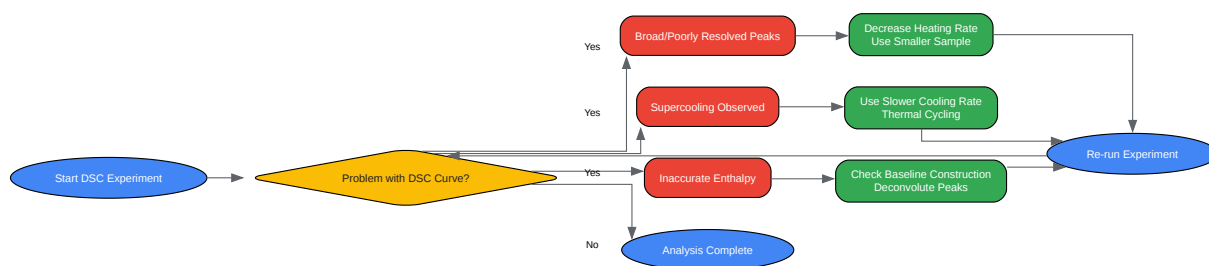 Broad/Poorly Resolved Peaks
Decrease Heating Rate
Use Smaller Sample
Yes
Supercooling Observed
Use Slower Cooling Rate
Thermal Cycling
Yes
Re-run Experiment
Start DSC Experiment
Problem with DSC Curve?
Yes
Inaccurate Enthalpy
Check Baseline Construction
Deconvolute Peaks
No
Analysis Complete